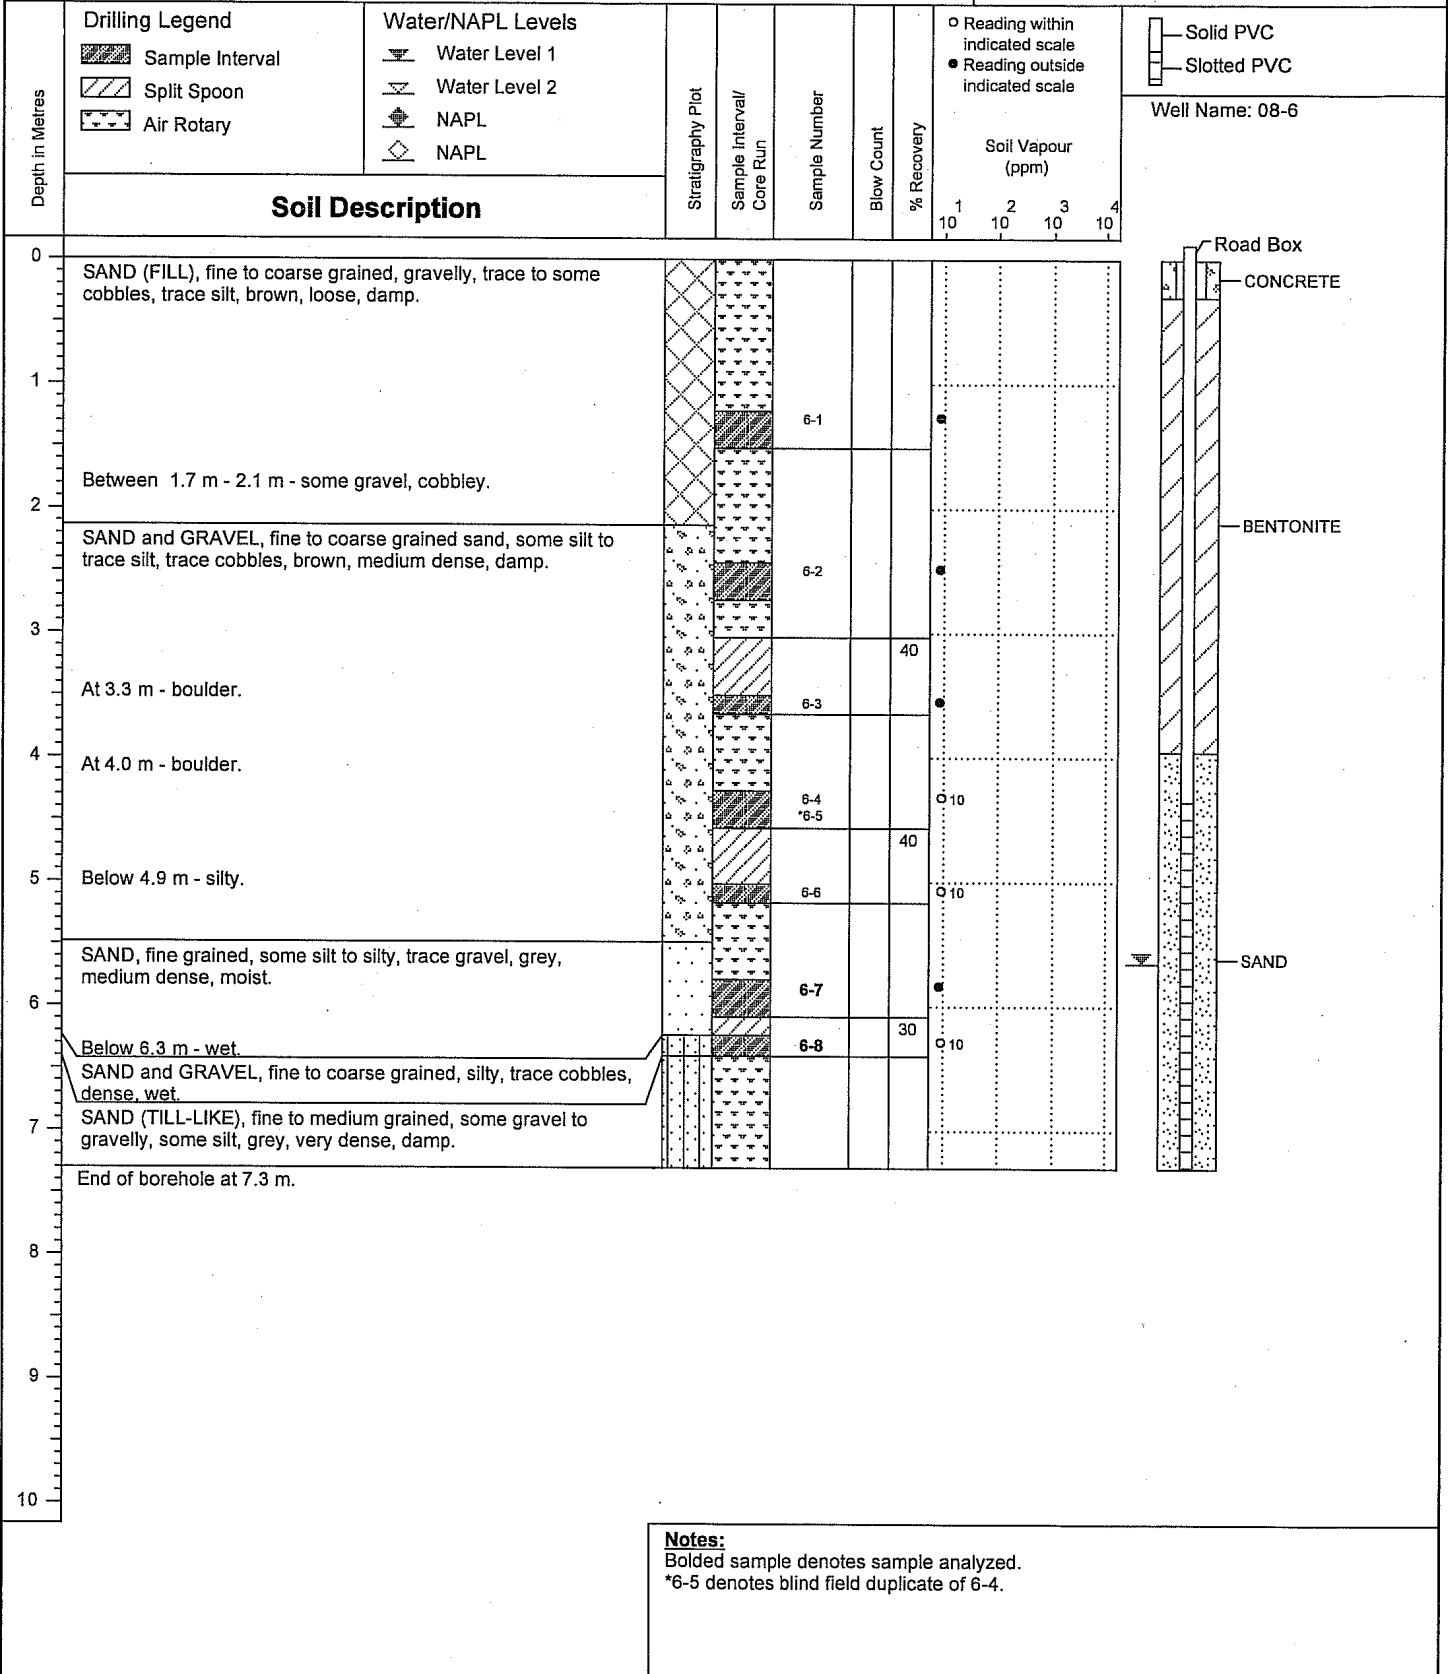 Drilling Legend
Sample Interval
Split Spoon
Air Rotary
Water/NAPL Levels
Water Level 1
Water Level 2
NAPL
NAPL
Depth in Metres
Soil Description
Stratigraphy Plot
Sample Interval/
Core Run
Sample Number
Blow Count
% Recovery
Reading within
indicated scale
Reading outside
indicated scale
Soil Vapour
(ppm)
1 2 3 4
10 10 10 10
Solid PVC
Slotted PVC
Well Name: 08-6
Road Box
0
SAND (FILL), fine to coarse grained, gravelly, trace to some
cobbles, trace silt, brown, loose, damp.
CONCRETE
1
6-1
Between 1.7 m - 2.1 m - some gravel, cobbley.
2
BENTONITE
SAND and GRAVEL, fine to coarse grained sand, some silt to
trace silt, trace cobbles, brown, medium dense, damp.
6-2
3
40
At 3.3 m - boulder.
6-3
4
At 4.0 m - boulder.
6-4
*6-5
10
40
5
Below 4.9 m - silty.
6-6
10
SAND, fine grained, some silt to silty, trace gravel, grey,
medium dense, moist.
SAND
6
6-7
30
Below 6.3 m - wet.
6-8
10
SAND and GRAVEL, fine to coarse grained, silty, trace cobbles,
dense, wet.
SAND (TILL-LIKE), fine to medium grained, some gravel to
gravelly, some silt, grey, very dense, damp.
7
End of borehole at 7.3 m.
8
9
10
Notes:
Bolded sample denotes sample analyzed.
*6-5 denotes blind field duplicate of 6-4.